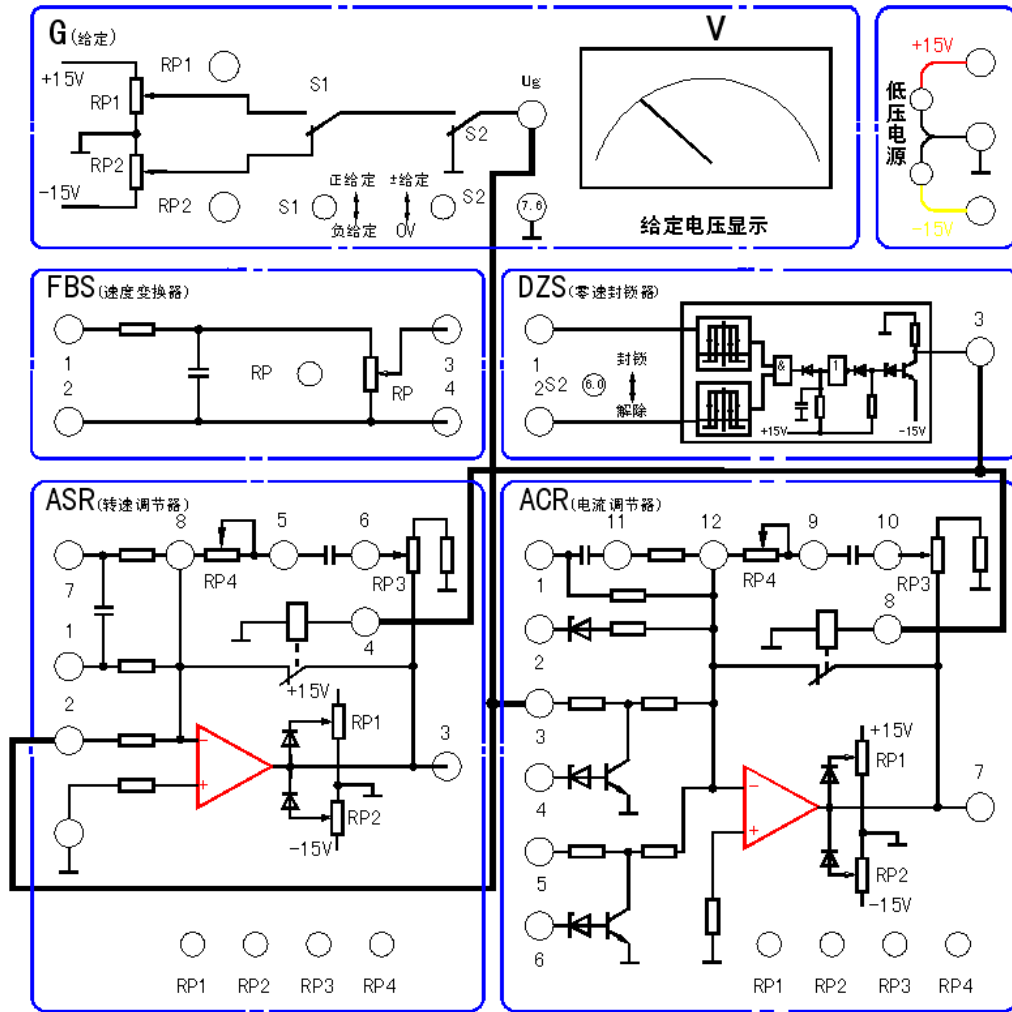 G(给定)
V
+15V
RP1
RP1
S1
Ug
RP2
S2
-15V
RP2
S1
正给定
负给定
±给定
0V
S2
7.6
给定电压显示
+15V
低压电源
-15V
FBS(速度变换器)
1
2
RP
RP
3
4
DZS(零速封锁器)
1
2
S2
6.0
封锁
解除
&
1
+15V
-15V
3
ASR(转速调节器)
8
5
6
7
RP4
RP3
1
4
2
+15V
RP1
3
-
+
RP2
-15V
RP1
RP2
RP3
RP4
ACR(电流调节器)
11
12
9
10
1
RP4
RP3
8
2
3
+15V
RP1
4
-
+
7
5
RP2
-15V
6
RP1
RP2
RP3
RP4